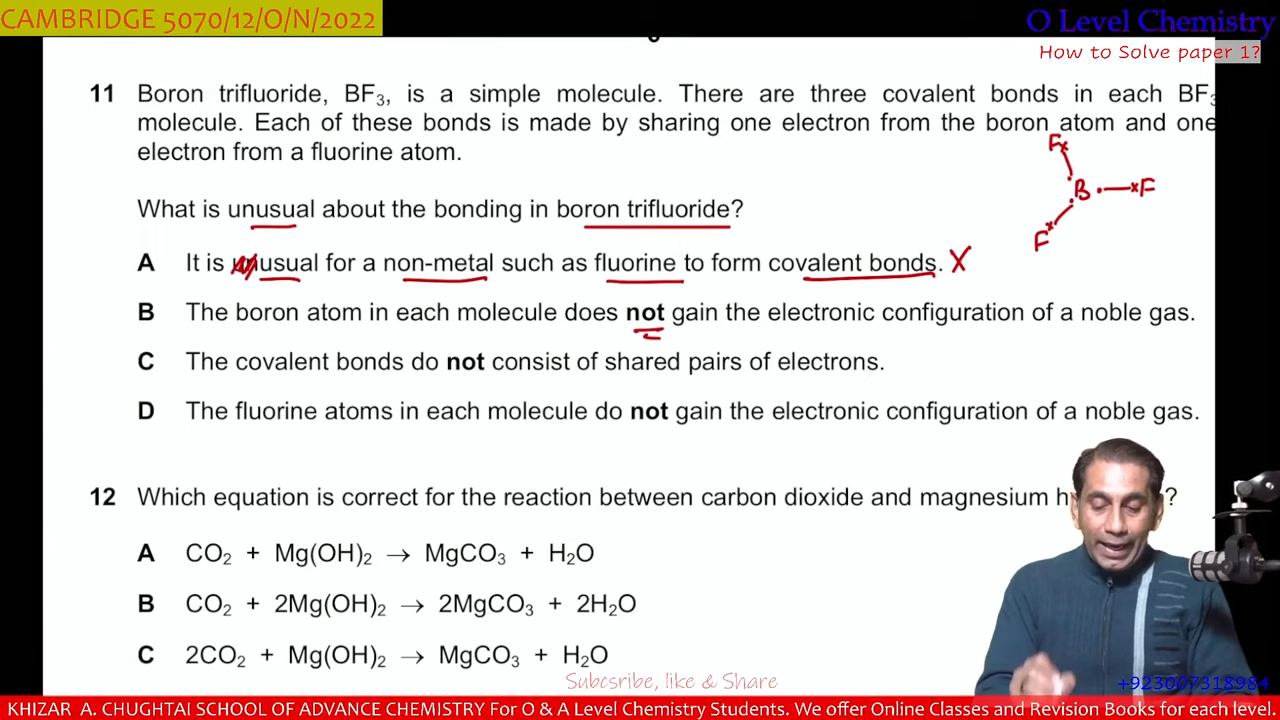 CAMBRIDGE 5070/12/O/N/2022
O Level Chemistry
How to Solve paper 1?
11 Boron trifluoride, BF₃, is a simple molecule. There are three covalent bonds in each BF₃
molecule. Each of these bonds is made by sharing one electron from the boron atom and one
electron from a fluorine atom.
F
B F
F
What is unusual about the bonding in boron trifluoride?
A It is unusual for a non-metal such as fluorine to form covalent bonds. X
B The boron atom in each molecule does not gain the electronic configuration of a noble gas.
C The covalent bonds do not consist of shared pairs of electrons.
D The fluorine atoms in each molecule do not gain the electronic configuration of a noble gas.
12 Which equation is correct for the reaction between carbon dioxide and magnesium ?
A CO₂ + Mg(OH)₂ → MgCO₃ + H₂O
B CO₂ + 2Mg(OH)₂ → 2MgCO₃ + 2H₂O
C 2CO₂ + Mg(OH)₂ → MgCO₃ + H₂O
Subcsribe, like & Share
+923007318984
KHIZAR A. CHUGHTAI SCHOOL OF ADVANCE CHEMISTRY For O & A Level Chemistry Students. We offer Online Classes and Revision Books for each level.